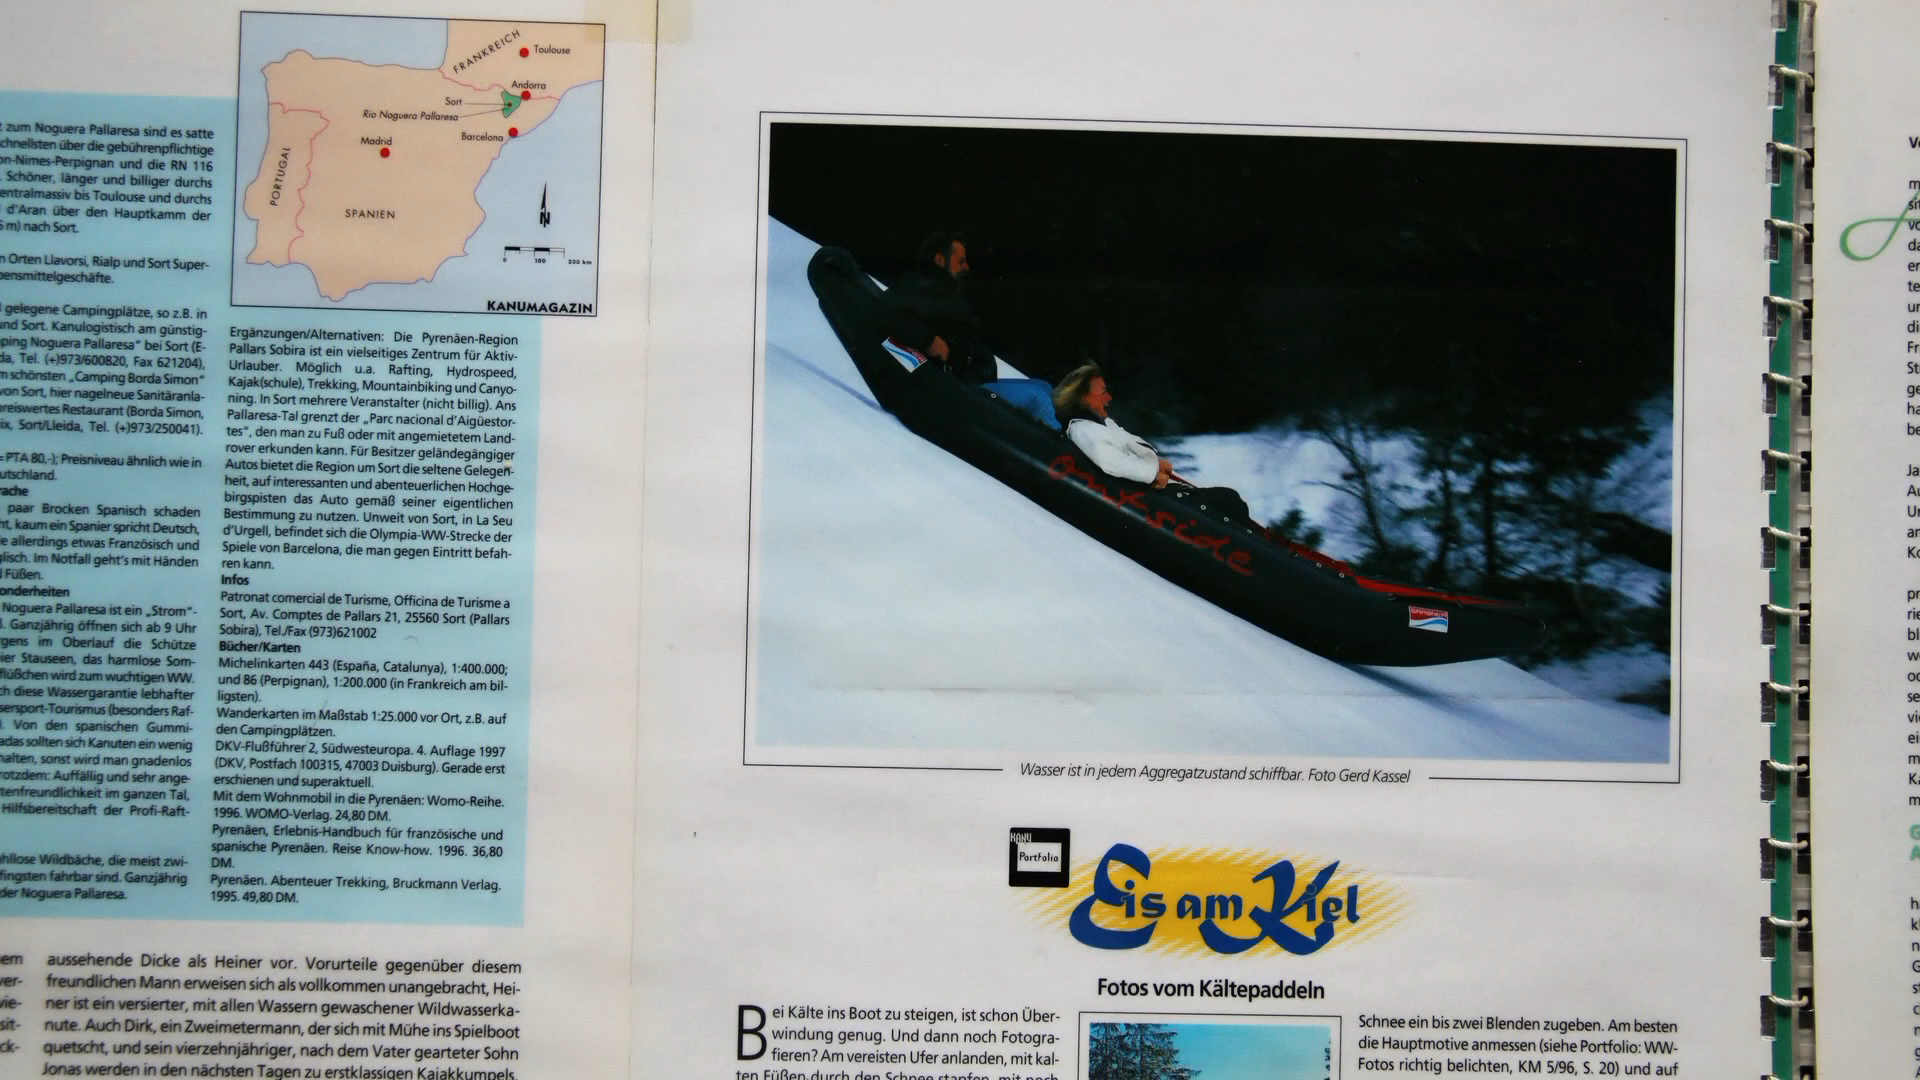 t zum Noguera Pallaresa sind es satte
chnellsten über die gebührenpflichtige
on-Nimes-Perpignan und die RN 116
. Schöner, länger und billiger durchs
entralmassiv bis Toulouse und durchs
d'Aran über den Hauptkamm der
m) nach Sort.
n Orten Llavorsi, Rialp und Sort Super-
bensmittelgeschäfte.
gelegene Campingplätze, so z.B. in
und Sort. Kanulogistisch am günstig-
ping Noguera Pallaresa" bei Sort (E-
da, Tel. (+)973/600820, Fax 621204),
m schönsten „Camping Borda Simon"
von Sort, hier nagelneue Sanitäranla-
preiswertes Restaurant (Borda Simon,
ix, Sort/Lleida, Tel. (+)973/250041).
= PTA 80,-); Preisniveau ähnlich wie in
utschland.
rache
paar Brocken Spanisch schaden
ht, kaum ein Spanier spricht Deutsch,
e allerdings etwas Französisch und
glisch. Im Notfall geht's mit Händen
d Füßen.
onderheiten
Noguera Pallaresa ist ein „Strom"-
ß. Ganzjährig öffnen sich ab 9 Uhr
rgens im Oberlauf die Schütze
ier Stauseen, das harmlose Som-
flüßchen wird zum wuchtigen WW.
ch diese Wassergarantie lebhafter
sersport-Tourismus (besonders Raf-
). Von den spanischen Gummi-
adas sollten sich Kanuten ein wenig
halten, sonst wird man gnadenlos
rotzdem: Auffällig und sehr ange-
tenfreundlichkeit im ganzen Tal,
Hilfsbereitschaft der Profi-Raft-
ahllose Wildbäche, die meist zwi-
fingsten fahrbar sind. Ganzjährig
der Noguera Pallaresa.
FRANKREICH
Toulouse
Andorra
Sort
Rio Noguera Pallaresa
Barcelona
Madrid
PORTUGAL
SPANIEN
N
0 100 200 km
KANUMAGAZIN
Ergänzungen/Alternativen: Die Pyrenäen-Region
Pallars Sobira ist ein vielseitiges Zentrum für Aktiv-
Urlauber. Möglich u.a. Rafting, Hydrospeed,
Kajak(schule), Trekking, Mountainbiking und Canyo-
ning. In Sort mehrere Veranstalter (nicht billig). Ans
Pallaresa-Tal grenzt der „Parc nacional d'Aigüestor-
tes", den man zu Fuß oder mit angemietetem Land-
rover erkunden kann. Für Besitzer geländegängiger
Autos bietet die Region um Sort die seltene Gelegen-
heit, auf interessanten und abenteuerlichen Hochge-
birgspisten das Auto gemäß seiner eigentlichen
Bestimmung zu nutzen. Unweit von Sort, in La Seu
d'Urgell, befindet sich die Olympia-WW-Strecke der
Spiele von Barcelona, die man gegen Eintritt befah-
ren kann.
Infos
Patronat comercial de Turisme, Officina de Turisme a
Sort, Av. Comptes de Pallars 21, 25560 Sort (Pallars
Sobira), Tel./Fax (973)621002
Bücher/Karten
Michelinkarten 443 (España, Catalunya), 1:400.000;
und 86 (Perpignan), 1:200.000 (in Frankreich am bil-
ligsten).
Wanderkarten im Maßstab 1:25.000 vor Ort, z.B. auf
den Campingplätzen.
DKV-Flußführer 2, Südwesteuropa. 4. Auflage 1997
(DKV, Postfach 100315, 47003 Duisburg). Gerade erst
erschienen und superaktuell.
Mit dem Wohnmobil in die Pyrenäen: Womo-Reihe.
1996. WOMO-Verlag. 24,80 DM.
Pyrenäen, Erlebnis-Handbuch für französische und
spanische Pyrenäen. Reise Know-how. 1996. 36,80
DM.
Pyrenäen. Abenteuer Trekking, Bruckmann Verlag.
1995. 49,80 DM.
aussehende Dicke als Heiner vor. Vorurteile gegenüber diesem
freundlichen Mann erweisen sich als vollkommen unangebracht, Hei-
ner ist ein versierter, mit allen Wassern gewaschener Wildwasserka-
nute. Auch Dirk, ein Zweimetermann, der sich mit Mühe ins Spielboot
quetscht, und sein vierzehnjähriger, nach dem Vater gearteter Sohn
Jonas werden in den nächsten Tagen zu erstklassigen Kajakkumpels.
outside
Wasser ist in jedem Aggregatzustand schiffbar. Foto Gerd Kassel
KANU
Portfolio
Eis am Kiel
Fotos vom Kältepaddeln
Bei Kälte ins Boot zu steigen, ist schon Über-
windung genug. Und dann noch Fotogra-
fieren? Am vereisten Ufer anlanden, mit kal-
ten Füßen durch den Schnee stapfen, mit noch
Schnee ein bis zwei Blenden zugeben. Am besten
die Hauptmotive anmessen (siehe Portfolio: WW-
Fotos richtig belichten, KM 5/96, S. 20) und auf